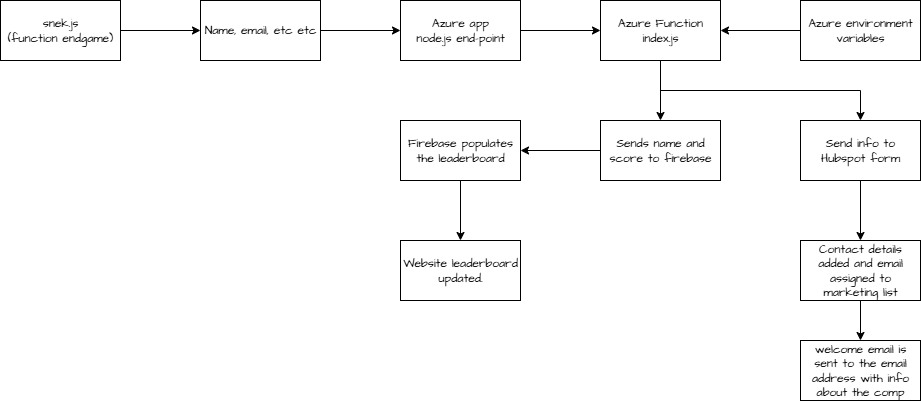 snek.js
(function endgame)
Name, email, etc etc
Azure app
node.js end-point
Azure Function
index.js
Azure environment
variables
Firebase populates
the leaderboard
Sends name and
score to firebase
Send info to
Hubspot form
Website leaderboard
updated.
Contact details
added and email
assigned to
marketing list
welcome email is
sent to the email
address with info
about the comp